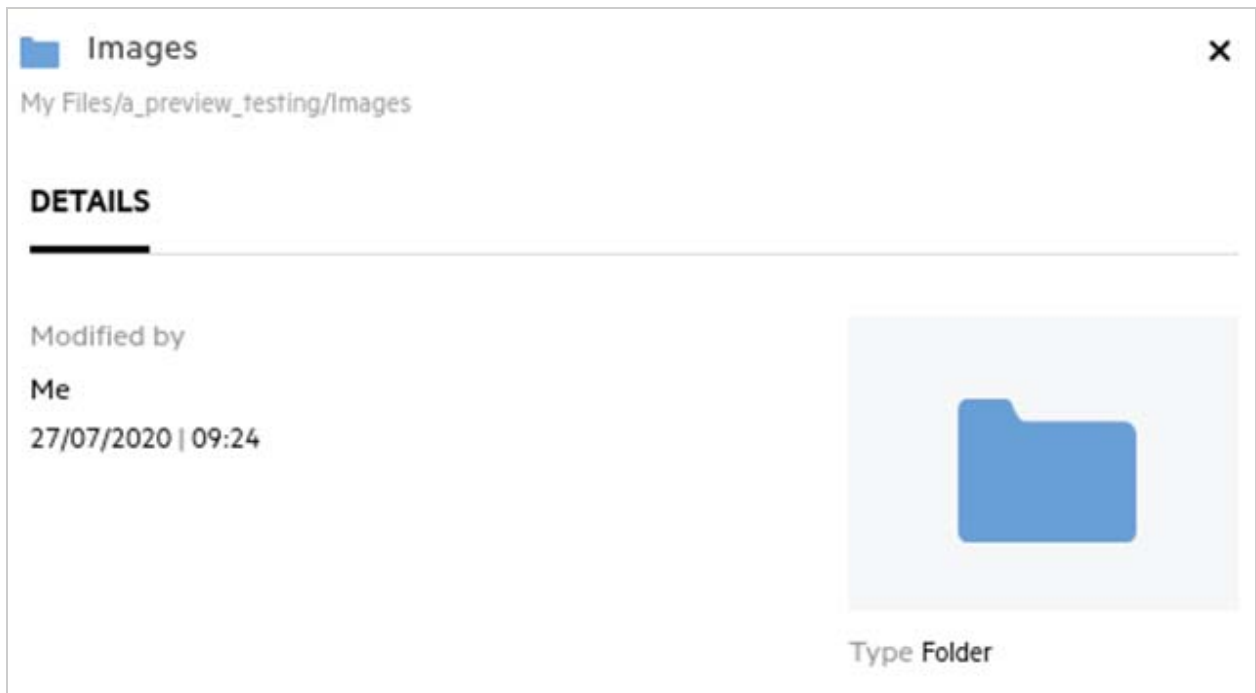 Images
My Files/a_preview_testing/Images
DETAILS
Modified by
Me
27/07/2020 | 09:24
Type Folder